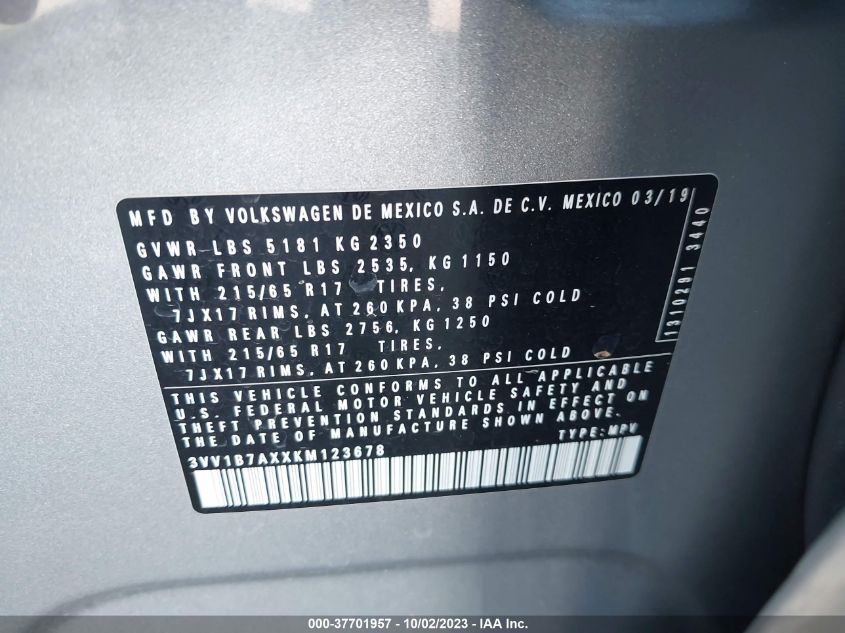 MFD BY VOLKSWAGEN DE MEXICO S.A. DE C.V. MEXICO 03/19
GVWR LBS 5181 KG 2350
GAWR FRONT LBS 2535, KG 1150
WITH 215/65 R17 TIRES,
7JX17 RIMS, AT 260 KPA, 38 PSI COLD
GAWR REAR LBS 2756, KG 1250
WITH 215/65 R17 TIRES,
7JX17 RIMS, AT 260 KPA, 38 PSI COLD
1310291 3440
THIS VEHICLE CONFORMS TO ALL APPLICABLE
U.S. FEDERAL MOTOR VEHICLE SAFETY AND
THEFT PREVENTION STANDARDS IN EFFECT ON
THE DATE OF MANUFACTURE SHOWN ABOVE.
3VV1B7AXXKM123678 TYPE: MPV
000-37701957 - 10/02/2023 - IAA Inc.